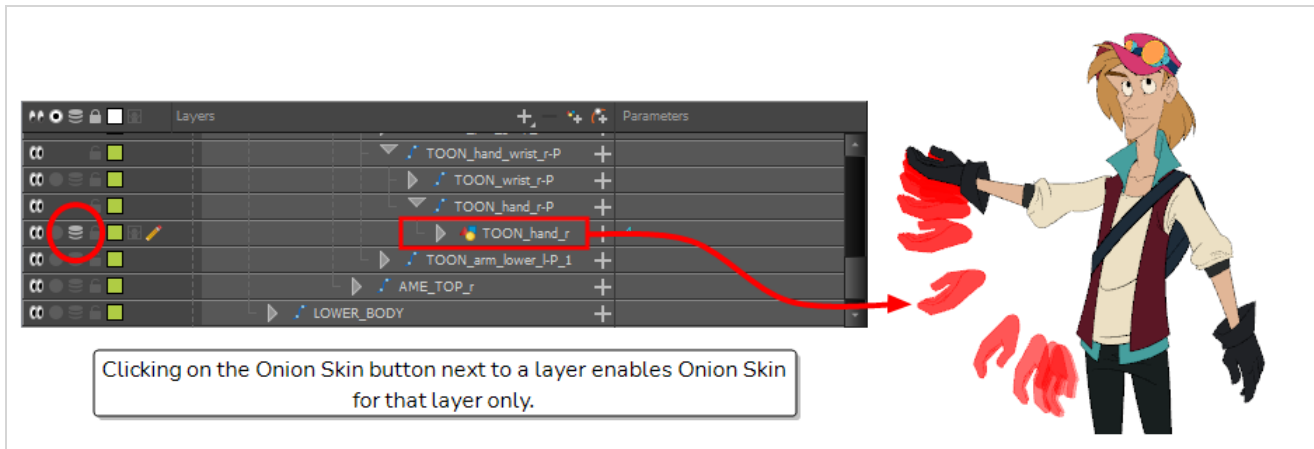 Layers
Parameters
TOON_hand_wrist_r-P
TOON_wrist_r-P
TOON_hand_r-P
TOON_hand_r
TOON_arm_lower_l-P_1
AME_TOP_r
LOWER_BODY
Clicking on the Onion Skin button next to a layer enables Onion Skin
for that layer only.